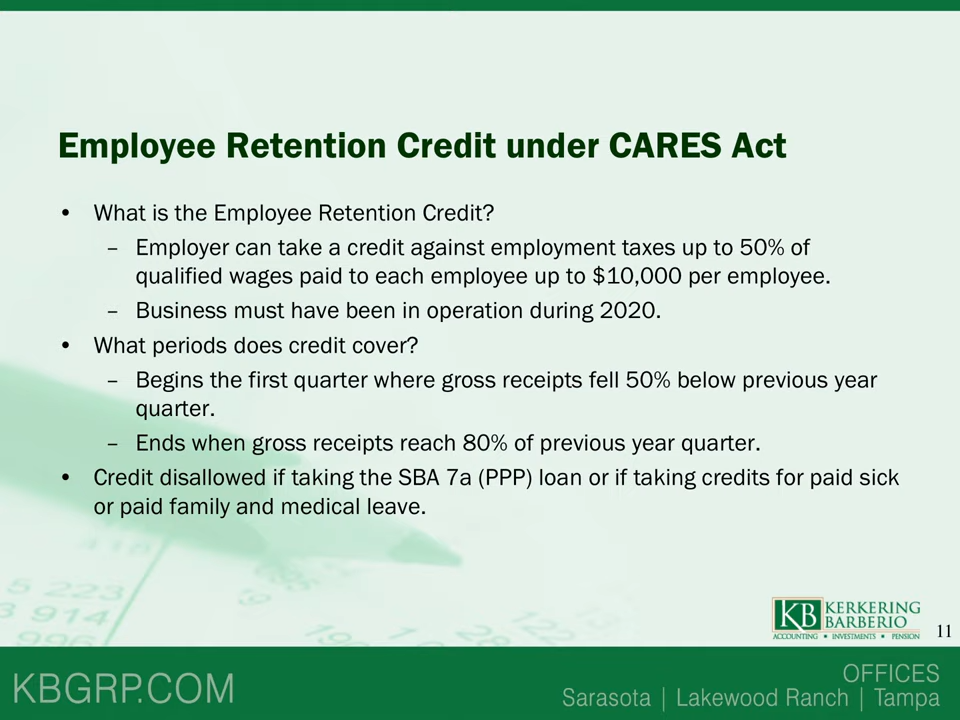 Employee Retention Credit under CARES Act
• What is the Employee Retention Credit?
– Employer can take a credit against employment taxes up to 50% of
qualified wages paid to each employee up to $10,000 per employee.
– Business must have been in operation during 2020.
• What periods does credit cover?
– Begins the first quarter where gross receipts fell 50% below previous year
quarter.
– Ends when gross receipts reach 80% of previous year quarter.
• Credit disallowed if taking the SBA 7a (PPP) loan or if taking credits for paid sick
or paid family and medical leave.
5 223
3 914
990
KB KERKERING
BARBERIO
ACCOUNTING • INVESTMENTS • PENSION
11
KBGRP.COM
OFFICES
Sarasota | Lakewood Ranch | Tampa